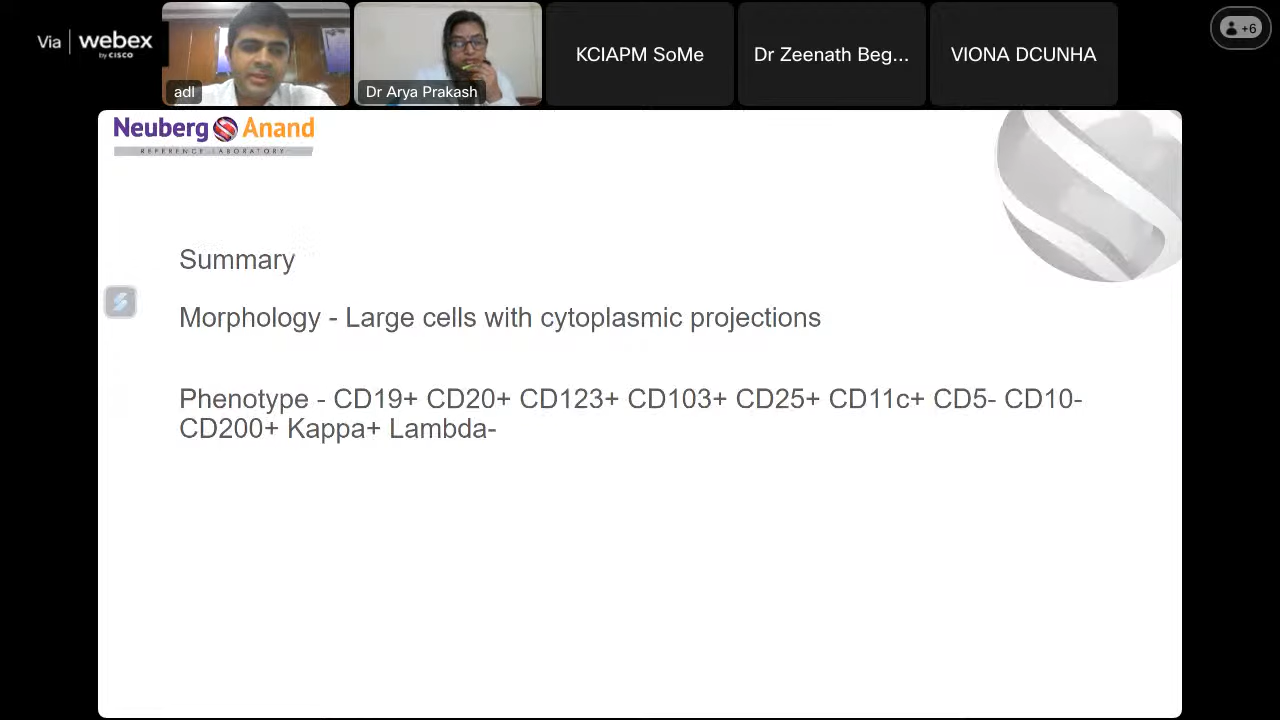 Via webex
by CISCO
adl
Dr Arya Prakash
KCIAPM SoMe
Dr Zeenath Beg...
VIONA DCUNHA
+6
Neuberg Anand
REFERENCE LABORATORY
Summary
Morphology - Large cells with cytoplasmic projections
Phenotype - CD19+ CD20+ CD123+ CD103+ CD25+ CD11c+ CD5- CD10-
CD200+ Kappa+ Lambda-